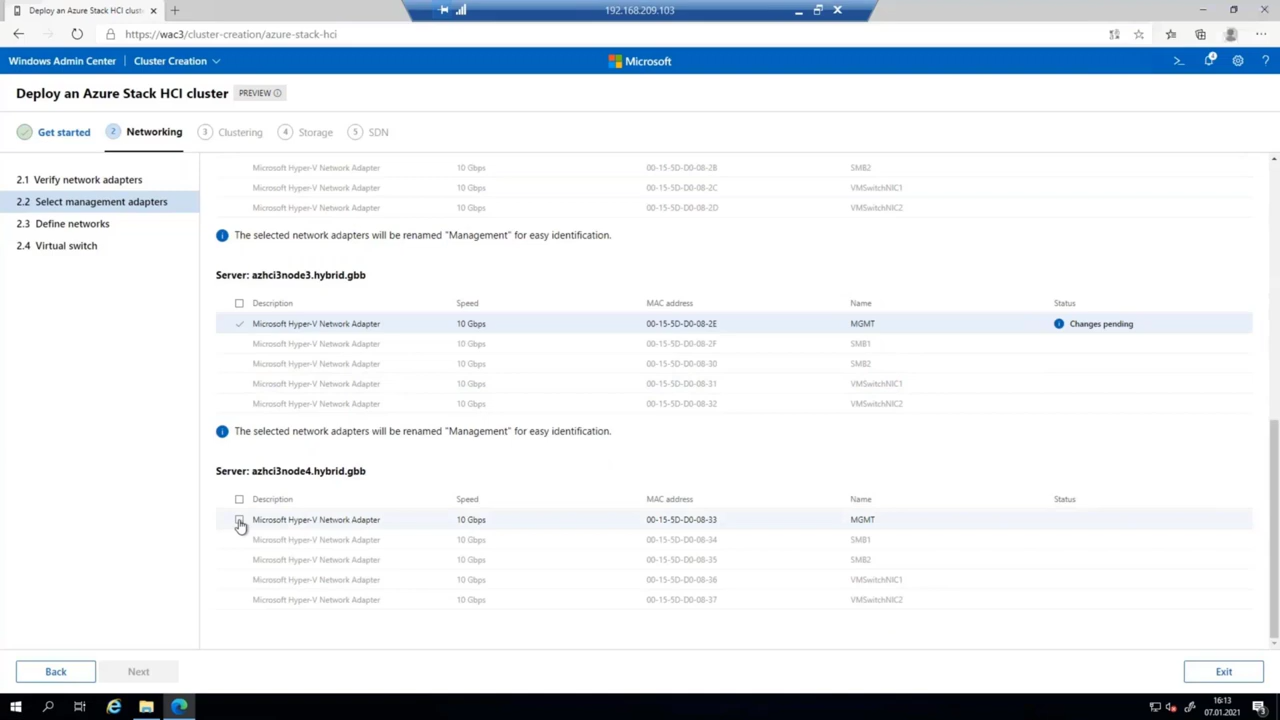 Deploy an Azure Stack HCI clust
192.168.209.103
https://wac3/cluster-creation/azure-stack-hci
Windows Admin Center
Cluster Creation
Microsoft
2
Deploy an Azure Stack HCI cluster
PREVIEW
Get started
2 Networking
3 Clustering
4 Storage
5 SDN
2.1 Verify network adapters
2.2 Select management adapters
2.3 Define networks
2.4 Virtual switch
Microsoft Hyper-V Network Adapter 10 Gbps 00-15-5D-D0-08-2B SMB2
Microsoft Hyper-V Network Adapter 10 Gbps 00-15-5D-D0-08-2C VMSwitchNIC1
Microsoft Hyper-V Network Adapter 10 Gbps 00-15-5D-D0-08-2D VMSwitchNIC2
The selected network adapters will be renamed "Management" for easy identification.
Server: azhci3node3.hybrid.gbb
Description Speed MAC address Name Status
Microsoft Hyper-V Network Adapter 10 Gbps 00-15-5D-D0-08-2E MGMT Changes pending
Microsoft Hyper-V Network Adapter 10 Gbps 00-15-5D-D0-08-2F SMB1
Microsoft Hyper-V Network Adapter 10 Gbps 00-15-5D-D0-08-30 SMB2
Microsoft Hyper-V Network Adapter 10 Gbps 00-15-5D-D0-08-31 VMSwitchNIC1
Microsoft Hyper-V Network Adapter 10 Gbps 00-15-5D-D0-08-32 VMSwitchNIC2
The selected network adapters will be renamed "Management" for easy identification.
Server: azhci3node4.hybrid.gbb
Description Speed MAC address Name Status
Microsoft Hyper-V Network Adapter 10 Gbps 00-15-5D-D0-08-33 MGMT
Microsoft Hyper-V Network Adapter 10 Gbps 00-15-5D-D0-08-34 SMB1
Microsoft Hyper-V Network Adapter 10 Gbps 00-15-5D-D0-08-35 SMB2
Microsoft Hyper-V Network Adapter 10 Gbps 00-15-5D-D0-08-36 VMSwitchNIC1
Microsoft Hyper-V Network Adapter 10 Gbps 00-15-5D-D0-08-37 VMSwitchNIC2
Back
Next
Exit
16:13
07.01.2021